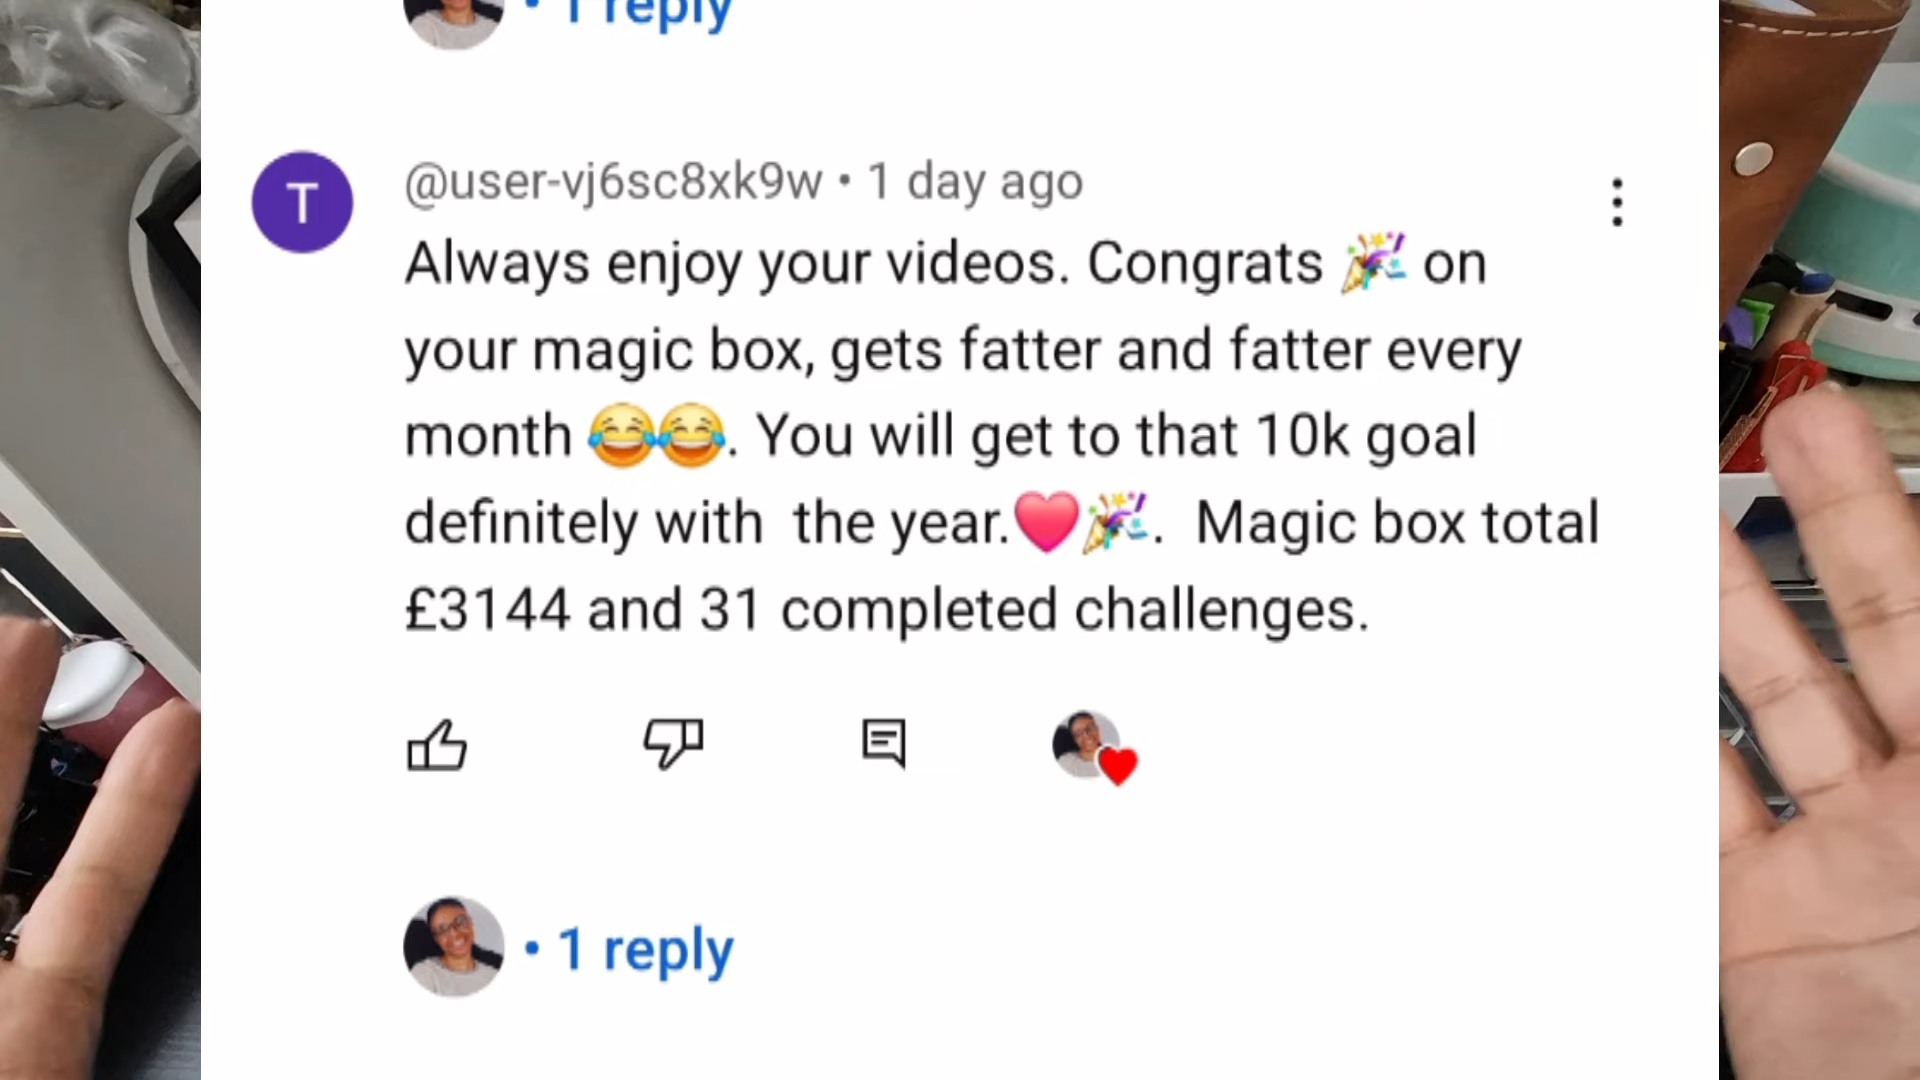 • 1 reply
T
@user-vj6sc8xk9w • 1 day ago
Always enjoy your videos. Congrats 🎉 on
your magic box, gets fatter and fatter every
month 😂😂. You will get to that 10k goal
definitely with  the year.❤️🎉.  Magic box total
£3144 and 31 completed challenges.
• 1 reply